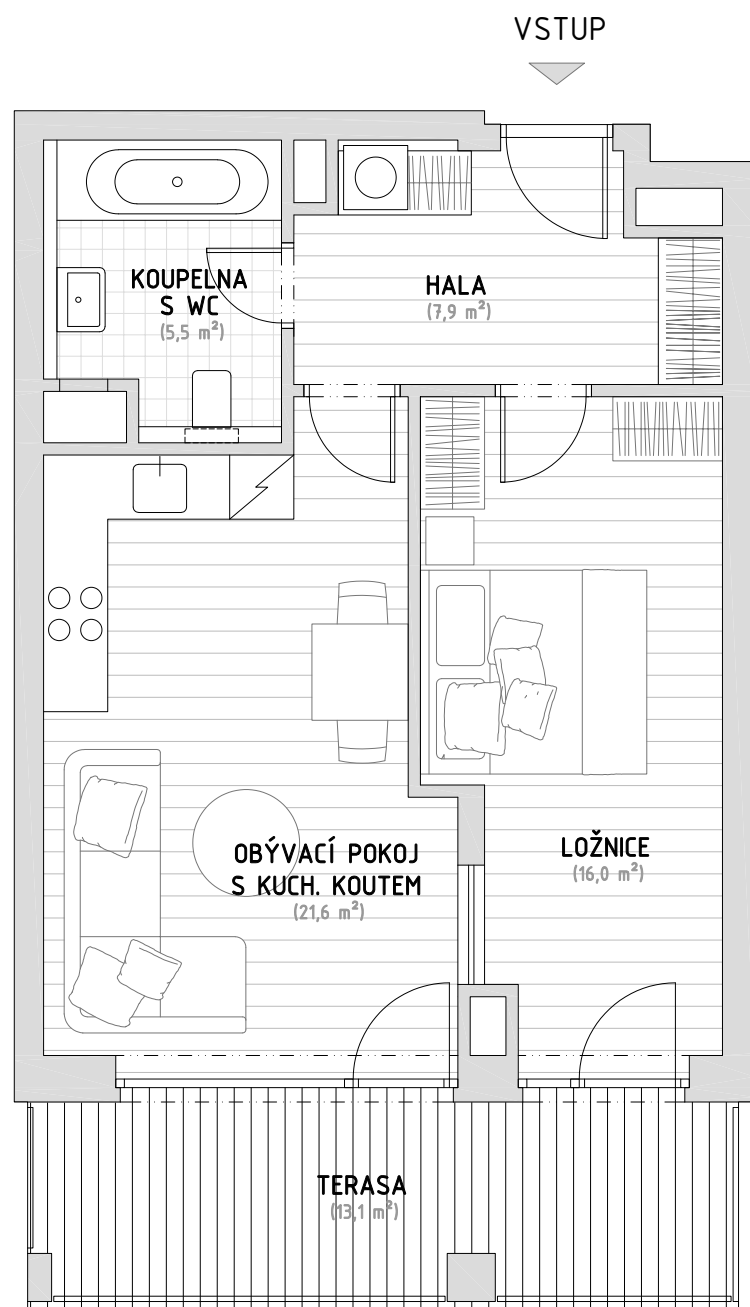 VSTUP
KOUPELNA
S WC
(5,5 m²)
HALA
(7,9 m²)
OBÝVACÍ POKOJ
S KUCH. KOUTEM
(21,6 m²)
LOŽNICE
(16,0 m²)
TERASA
(13,1 m²)